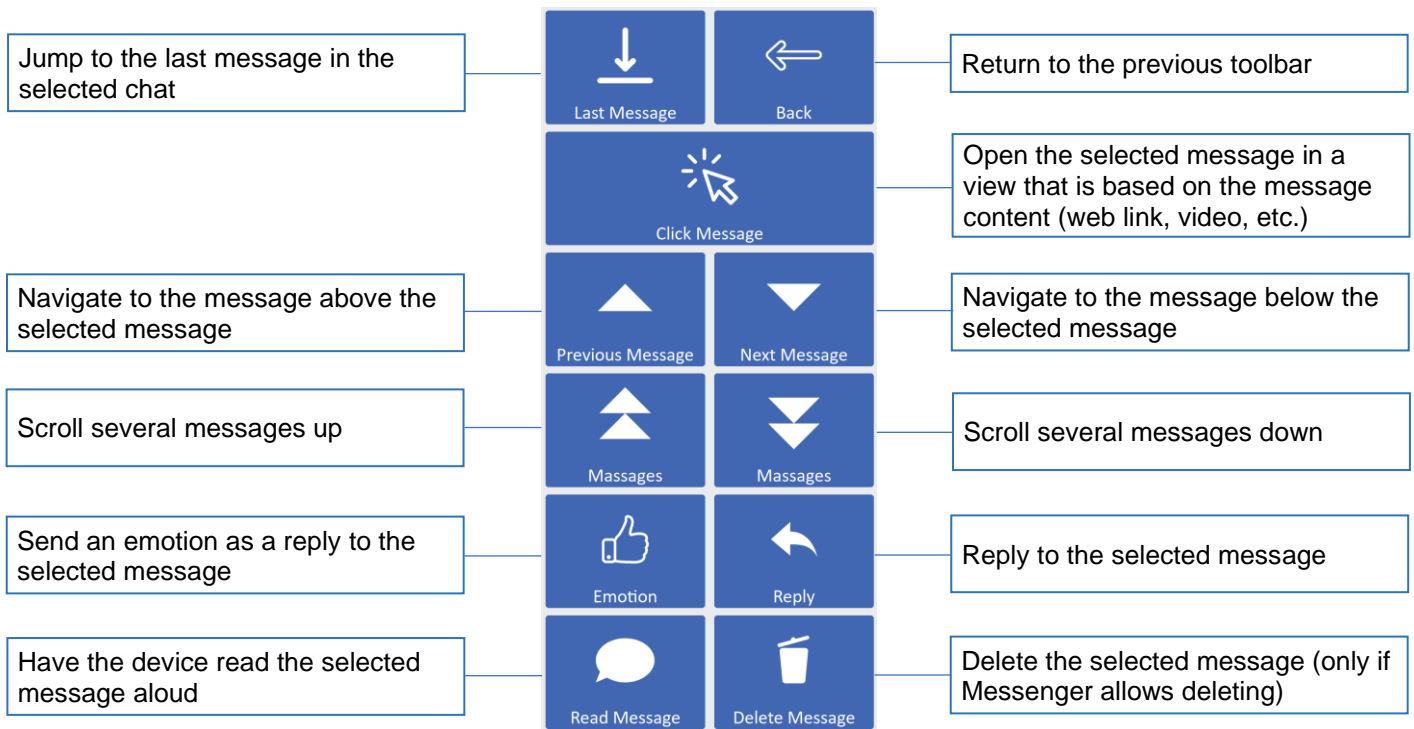 Jump to the last message in the
selected chat
Last Message
Back
Return to the previous toolbar
Click Message
Open the selected message in a
view that is based on the message
content (web link, video, etc.)
Navigate to the message above the
selected message
Previous Message
Next Message
Navigate to the message below the
selected message
Scroll several messages up
Massages
Massages
Scroll several messages down
Send an emotion as a reply to the
selected message
Emotion
Reply
Reply to the selected message
Have the device read the selected
message aloud
Read Message
Delete Message
Delete the selected message (only if
Messenger allows deleting)